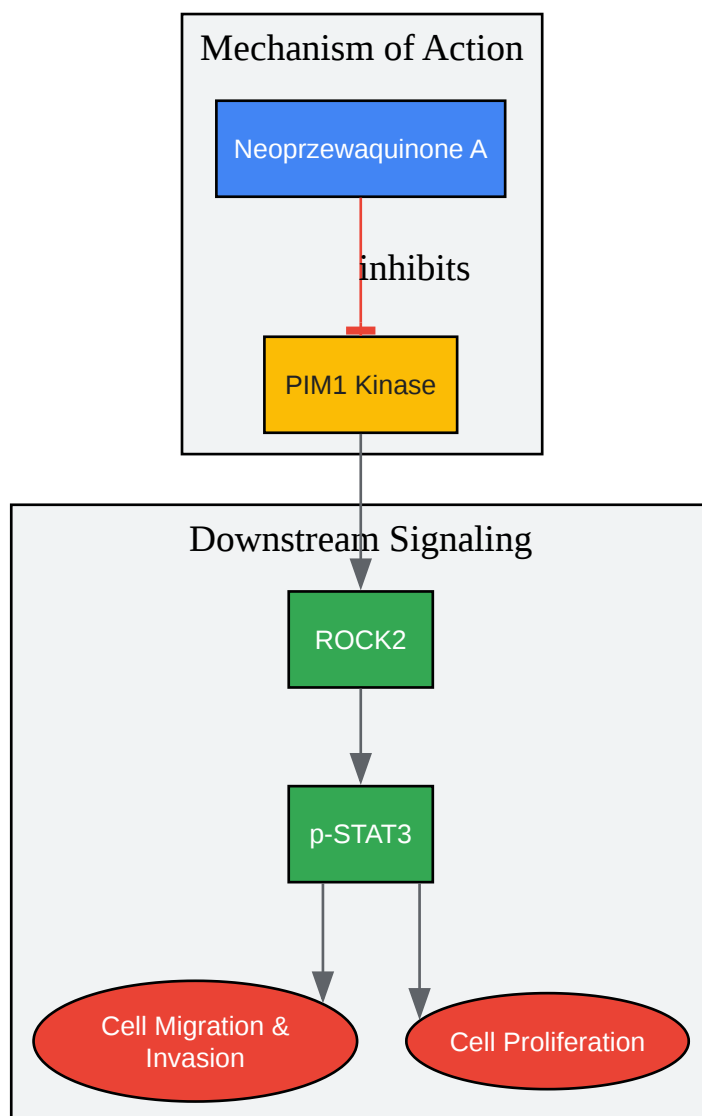 Mechanism of Action
Neoprzewaquinone A
inhibits
PIM1 Kinase
Downstream Signaling
ROCK2
p-STAT3
Cell Migration &
Invasion
Cell Proliferation